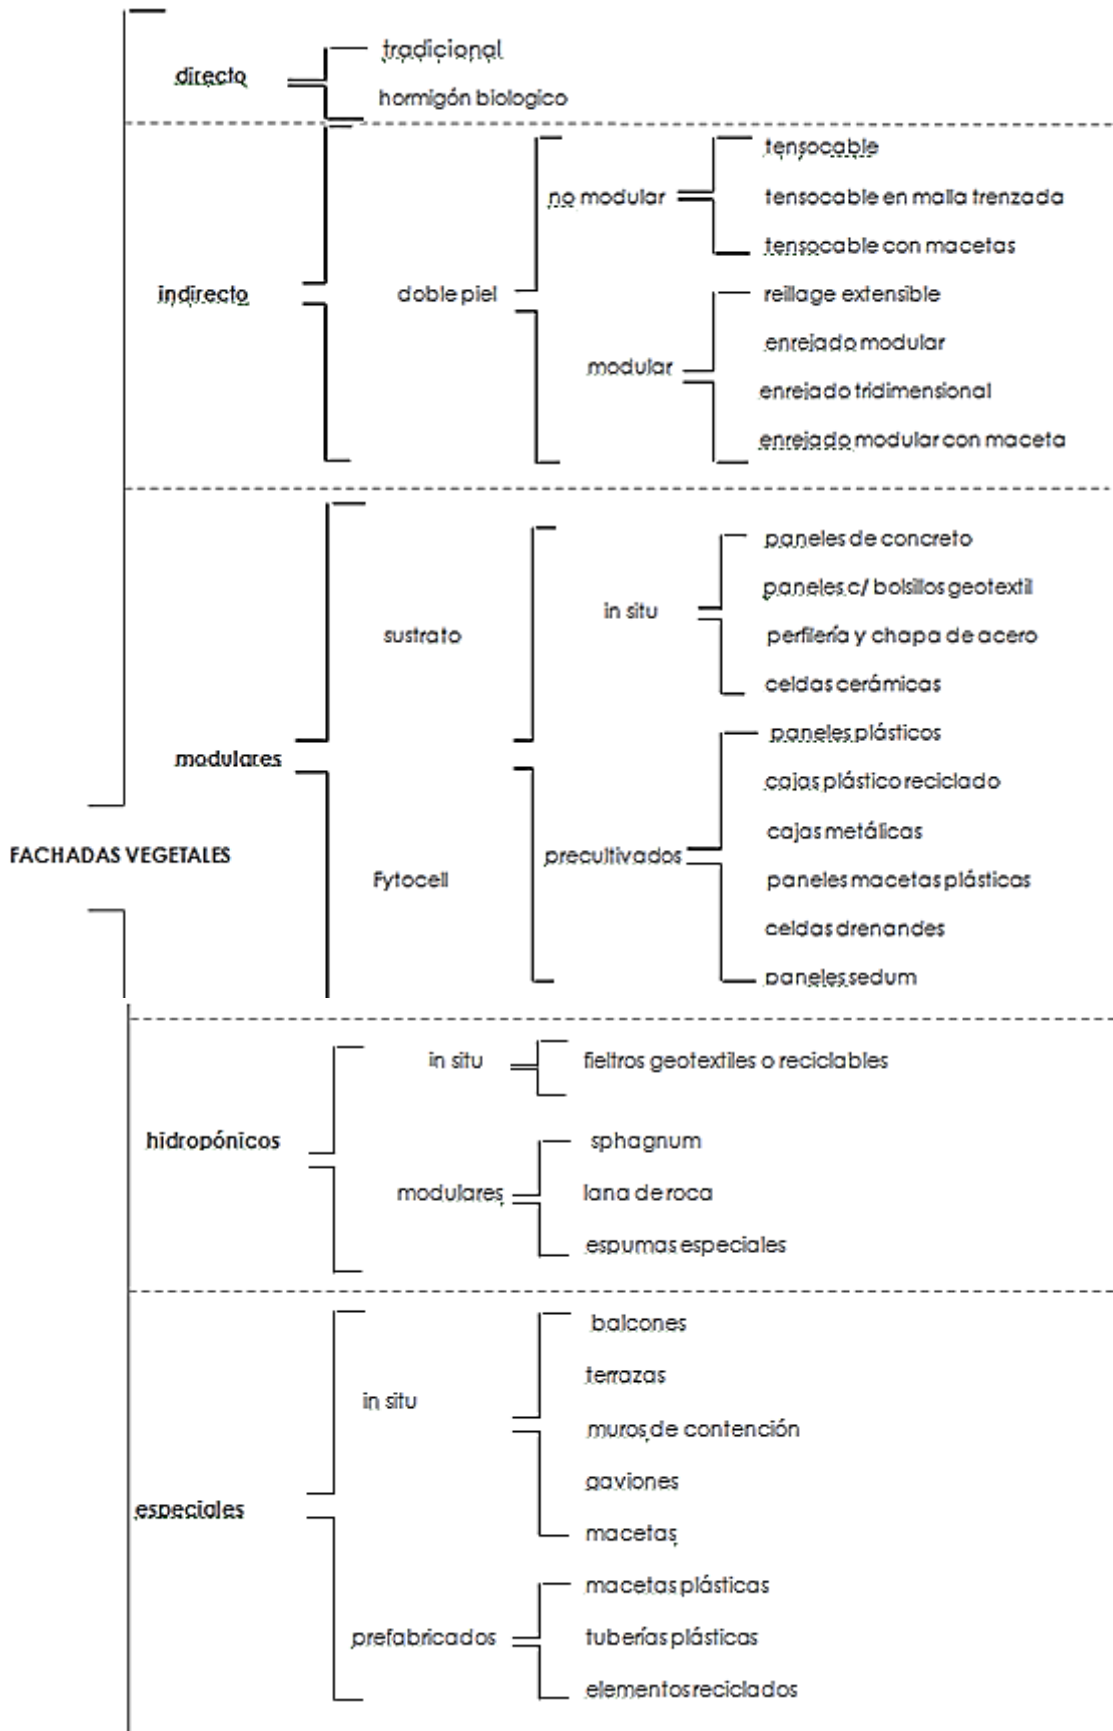 directo
tradicional
hormigón biologico
indirecto
doble piel
no modular
tensocable
tensocable en malla trenzada
tensocable con macetas
modular
reillage extensible
enrejado modular
enrejado tridimensional
enrejado modular con maceta
FACHADAS VEGETALES
modulares
sustrato
Fytocell
in situ
paneles de concreto
paneles c/ bolsillos geotextil
perfilería y chapa de acero
celdas cerámicas
precultivados
paneles plásticos
cajas plástico reciclado
cajas metálicas
paneles macetas plásticas
celdas drenandes
paneles sedum
hidropónicos
in situ
fieltros geotextiles o reciclables
modulares
sphagnum
lana de roca
espumas especiales
especiales
in situ
balcones
terrazas
muros de contención
gaviones
macetas
prefabricados
macetas plásticas
tuberías plásticas
elementos reciclados